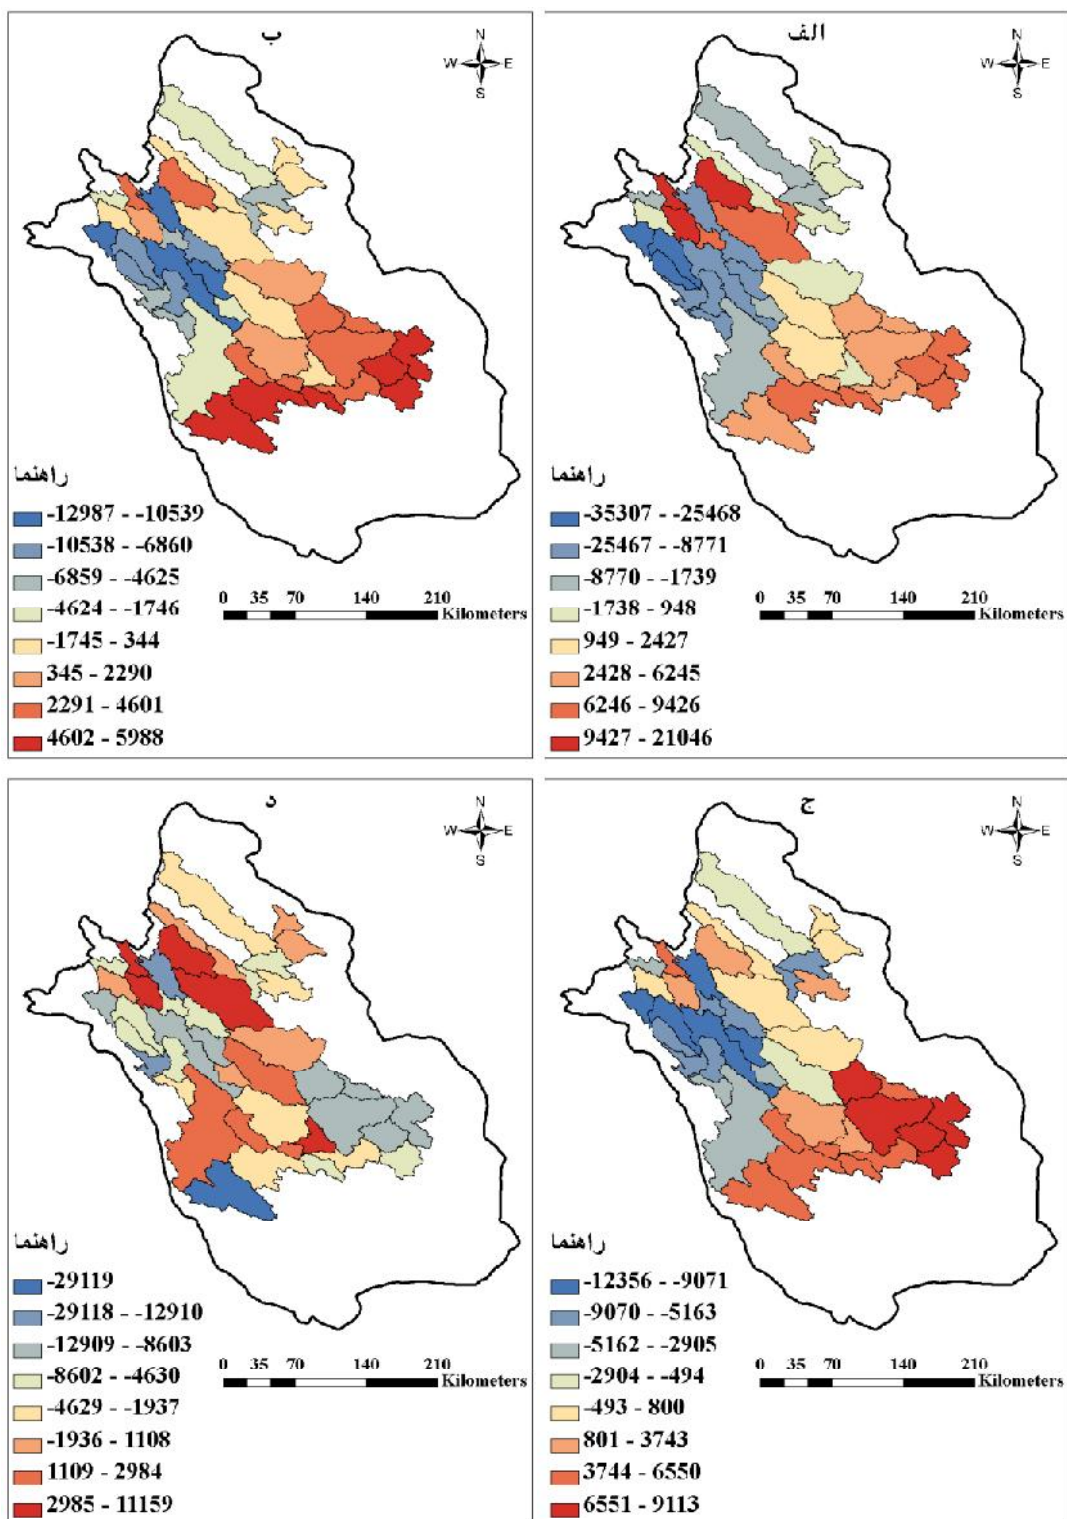 الف
N
W E
S
راهنما
-35307 - -25468
-25467 - -8771
-8770 - -1739
-1738 - 948
949 - 2427
2428 - 6245
6246 - 9426
9427 - 21046
0 35 70 140 210
Kilometers
ب
N
W E
S
راهنما
-12987 - -10539
-10538 - -6860
-6859 - -4625
-4624 - -1746
-1745 - 344
345 - 2290
2291 - 4601
4602 - 5988
0 35 70 140 210
Kilometers
ج
N
W E
S
راهنما
-12356 - -9071
-9070 - -5163
-5162 - -2905
-2904 - -494
-493 - 800
801 - 3743
3744 - 6550
6551 - 9113
0 35 70 140 210
Kilometers
د
N
W E
S
راهنما
-29119
-29118 - -12910
-12909 - -8603
-8602 - -4630
-4629 - -1937
-1936 - 1108
1109 - 2984
2985 - 11159
0 35 70 140 210
Kilometers